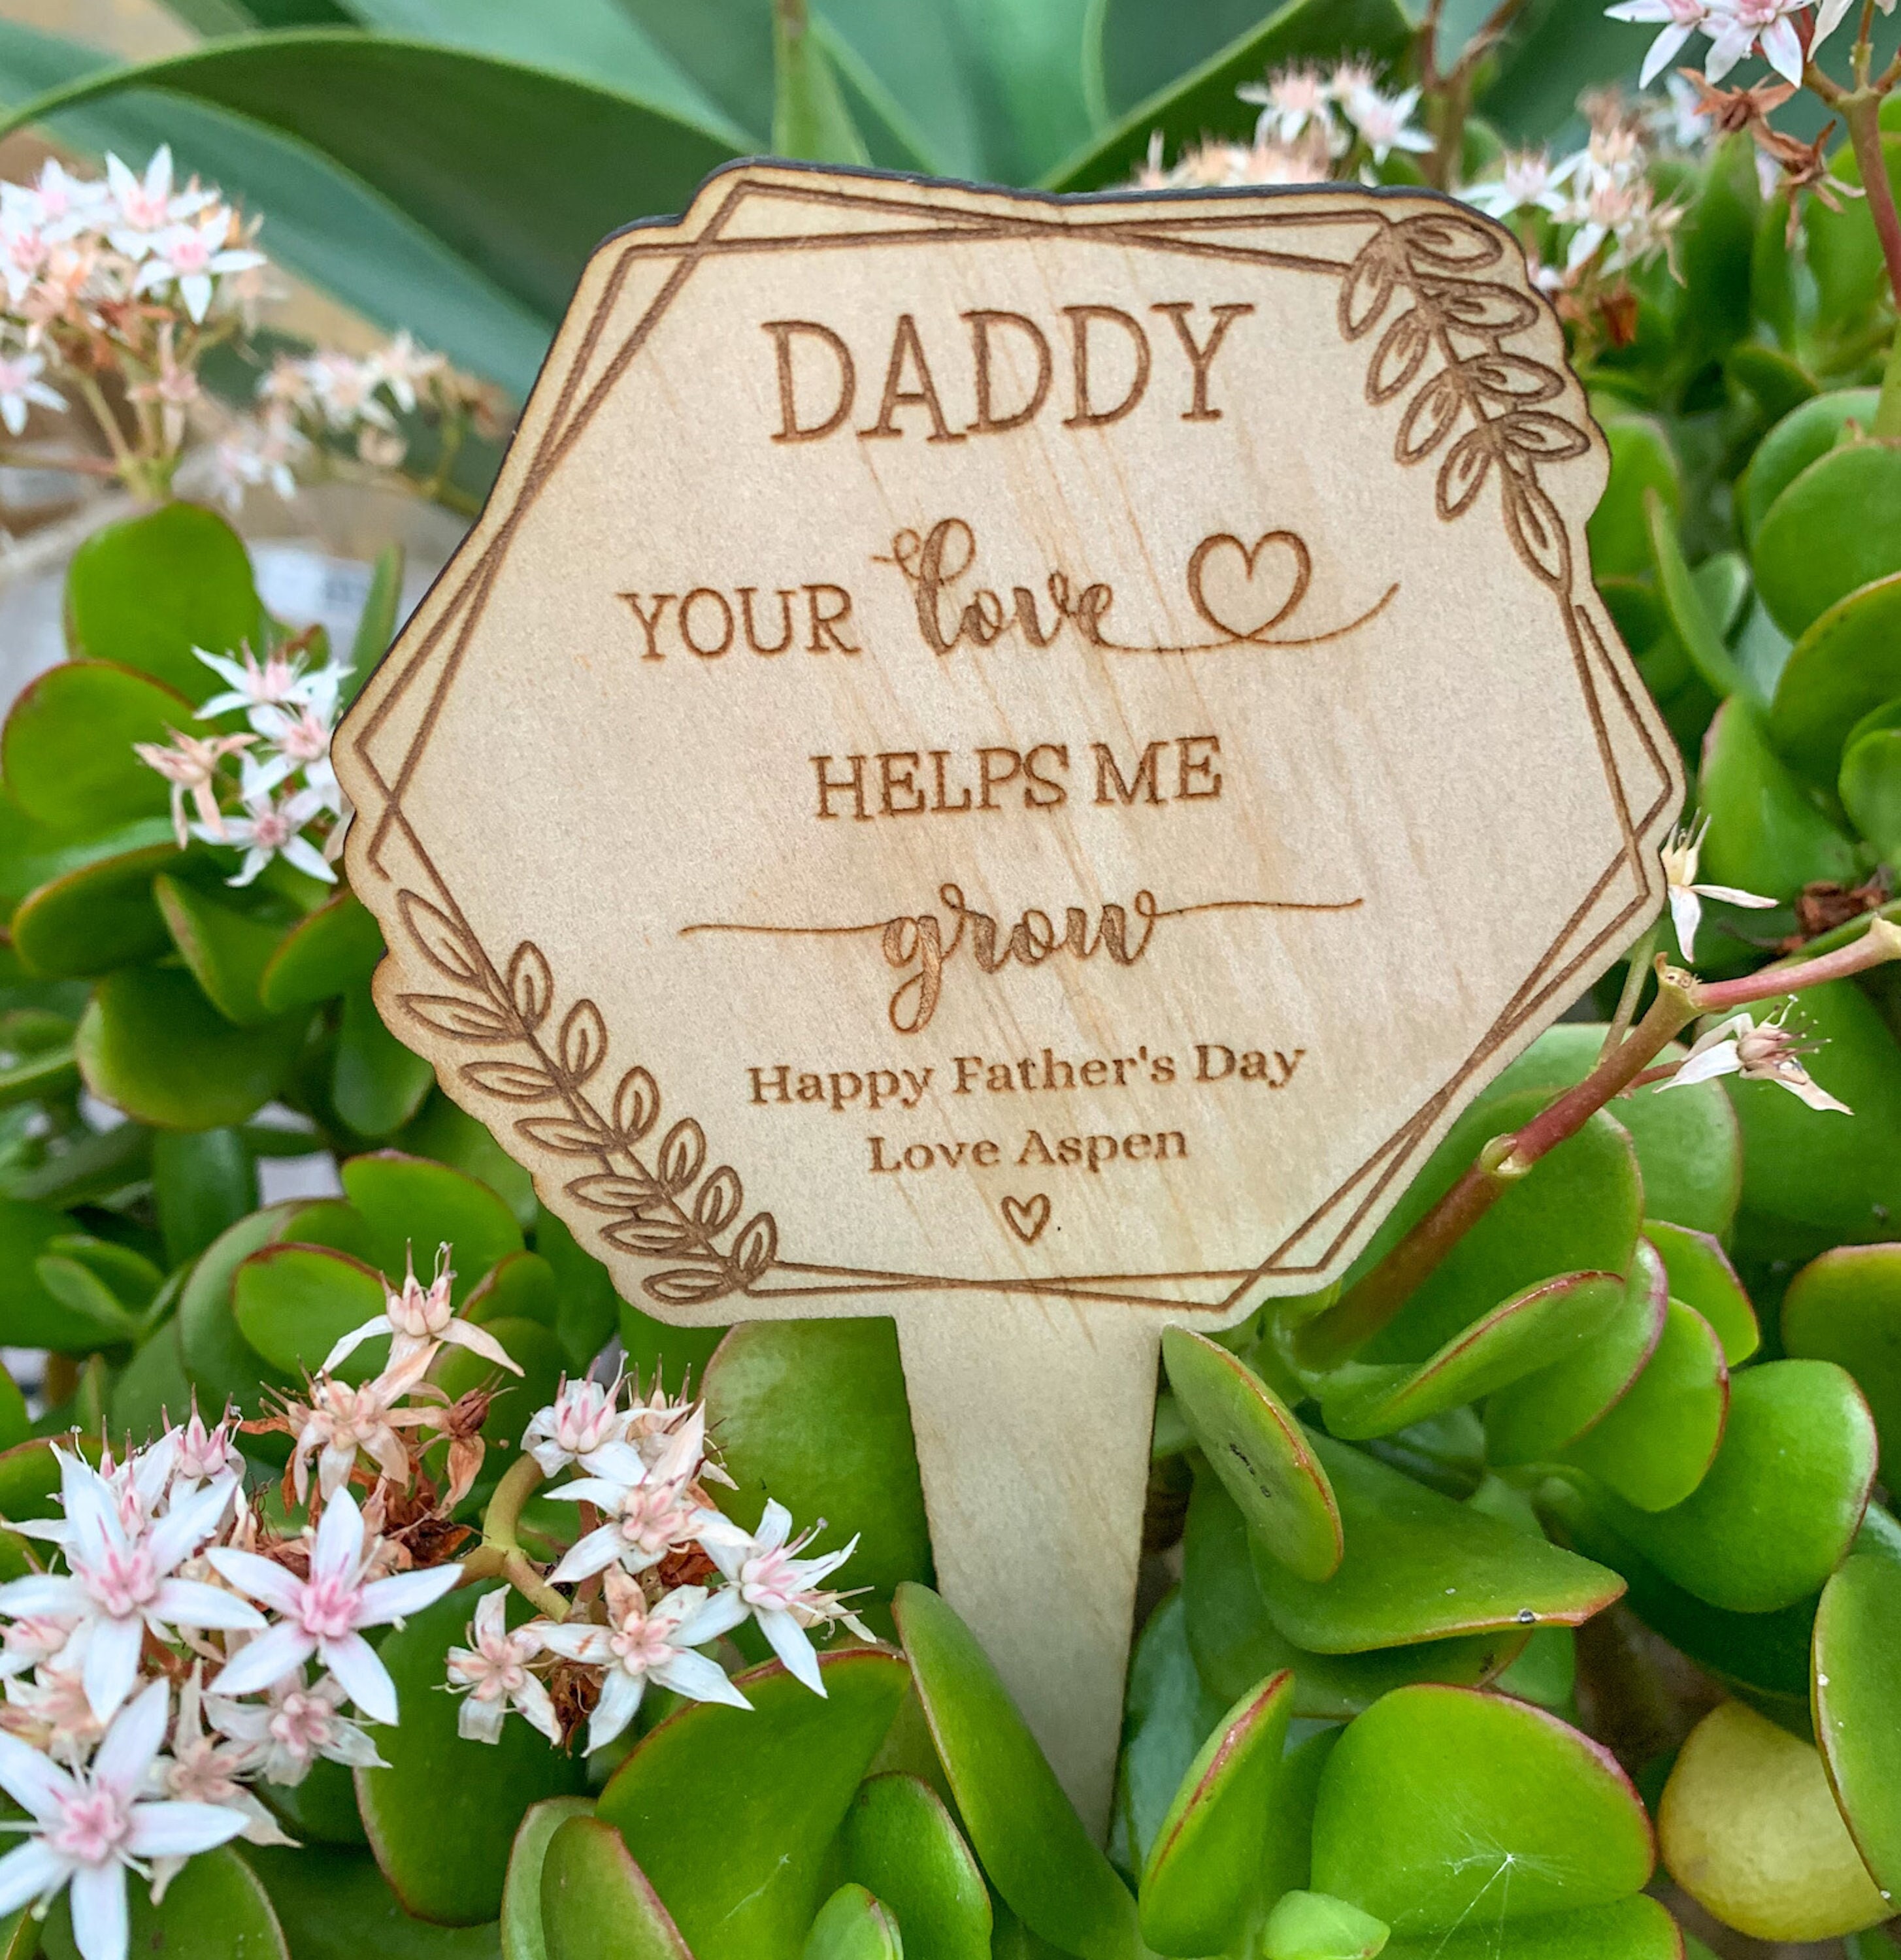 DADDY
YOUR love
HELPS ME
grow
Happy Father's Day
Love Aspen